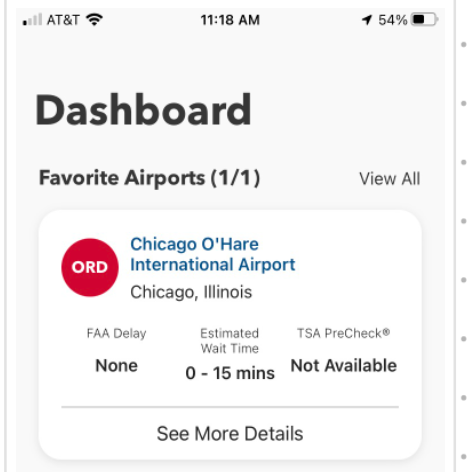 AT&T 11:18 AM 54%
Dashboard
Favorite Airports (1/1) View All
ORD
Chicago O'Hare
International Airport
Chicago, Illinois
FAA Delay
None
Estimated
Wait Time
0 - 15 mins
TSA PreCheck®
Not Available
See More Details